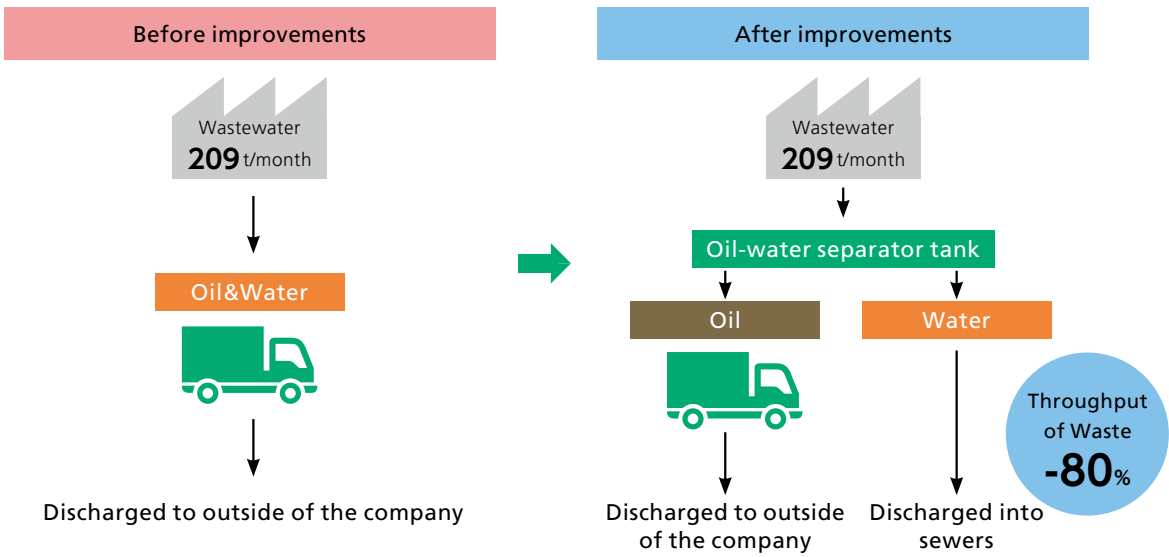 Before improvements
Wastewater
209 t/month
Oil&Water
Discharged to outside of the company
After improvements
Wastewater
209 t/month
Oil-water separator tank
Oil
Water
Discharged to outside
of the company
Discharged into
sewers
Throughput
of Waste
-80%